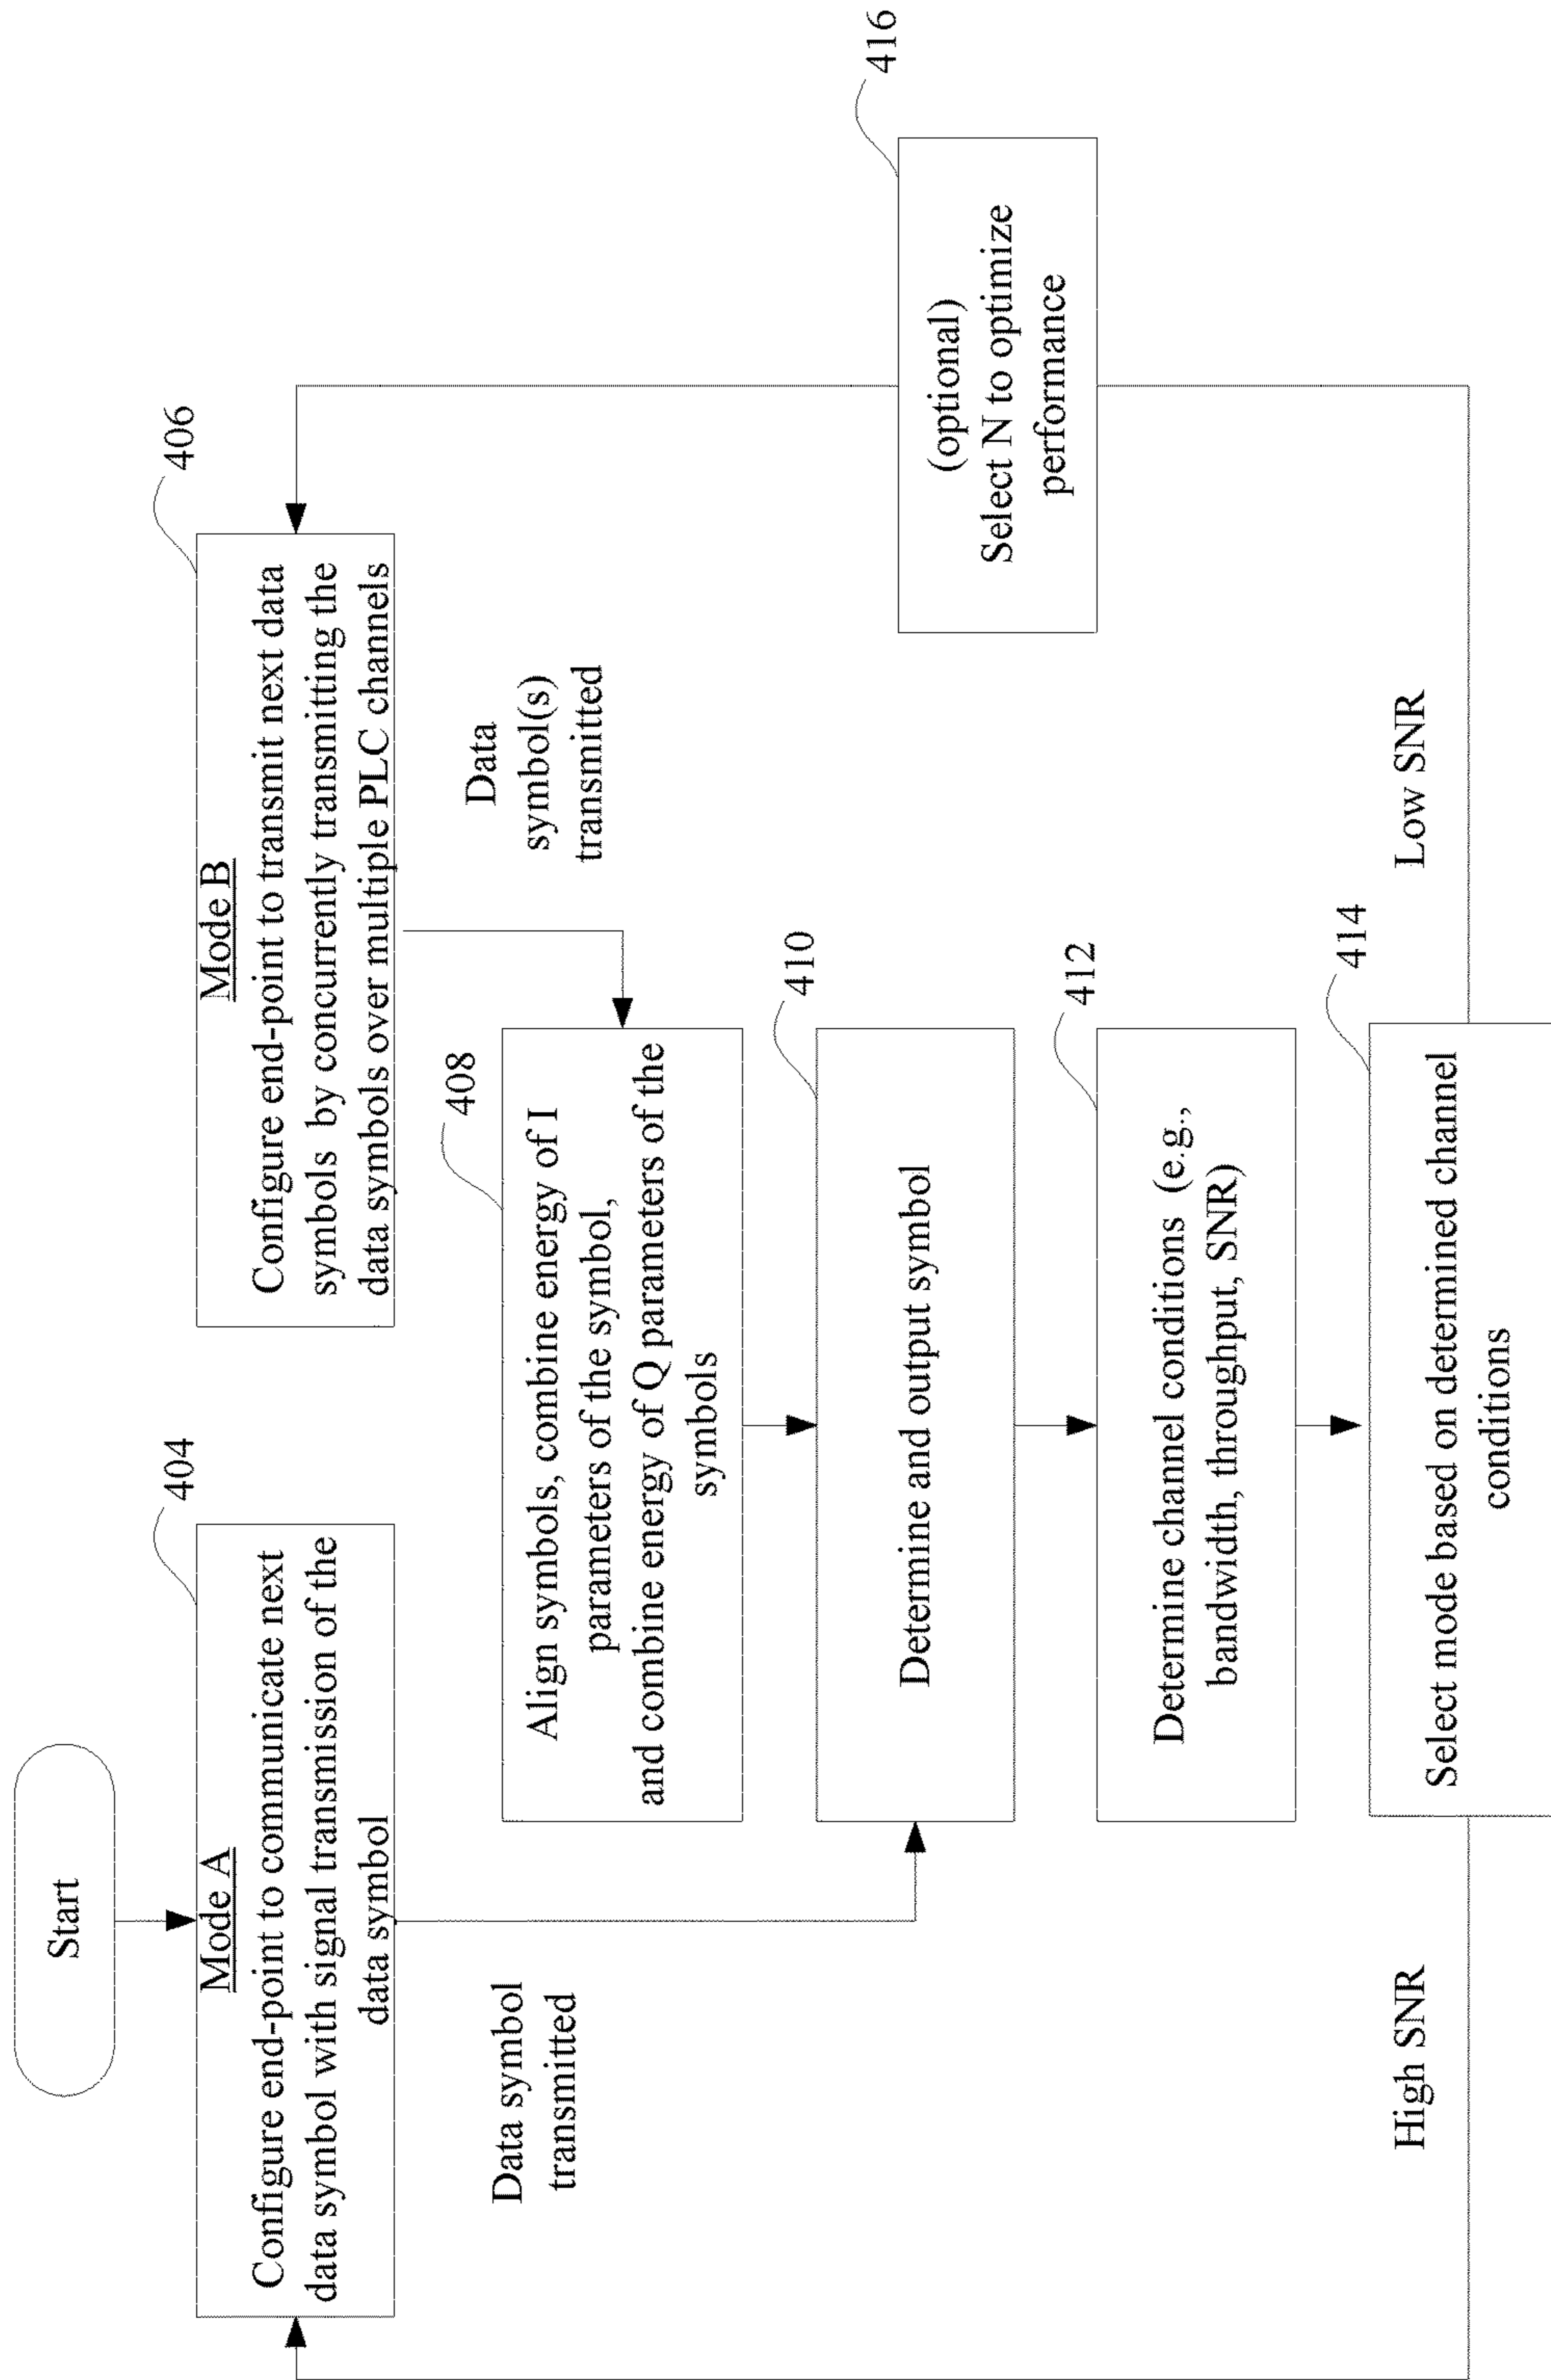 Start
404
Mode A
Configure end-point to communicate next
data symbol with signal transmission of the
data symbol
406
Mode B
Configure end-point to transmit next data
symbols by concurrently transmitting the
data symbols over multiple PLC channels
Data symbol
transmitted
Data
symbol(s)
transmitted
408
Align symbols, combine energy of I
parameters of the symbol,
and combine energy of Q parameters of the
symbols
410
Determine and output symbol
412
Determine channel conditions (e.g.,
bandwidth, throughput, SNR)
414
Select mode based on determined channel
conditions
High SNR
Low SNR
416
(optional)
Select N to optimize
performance